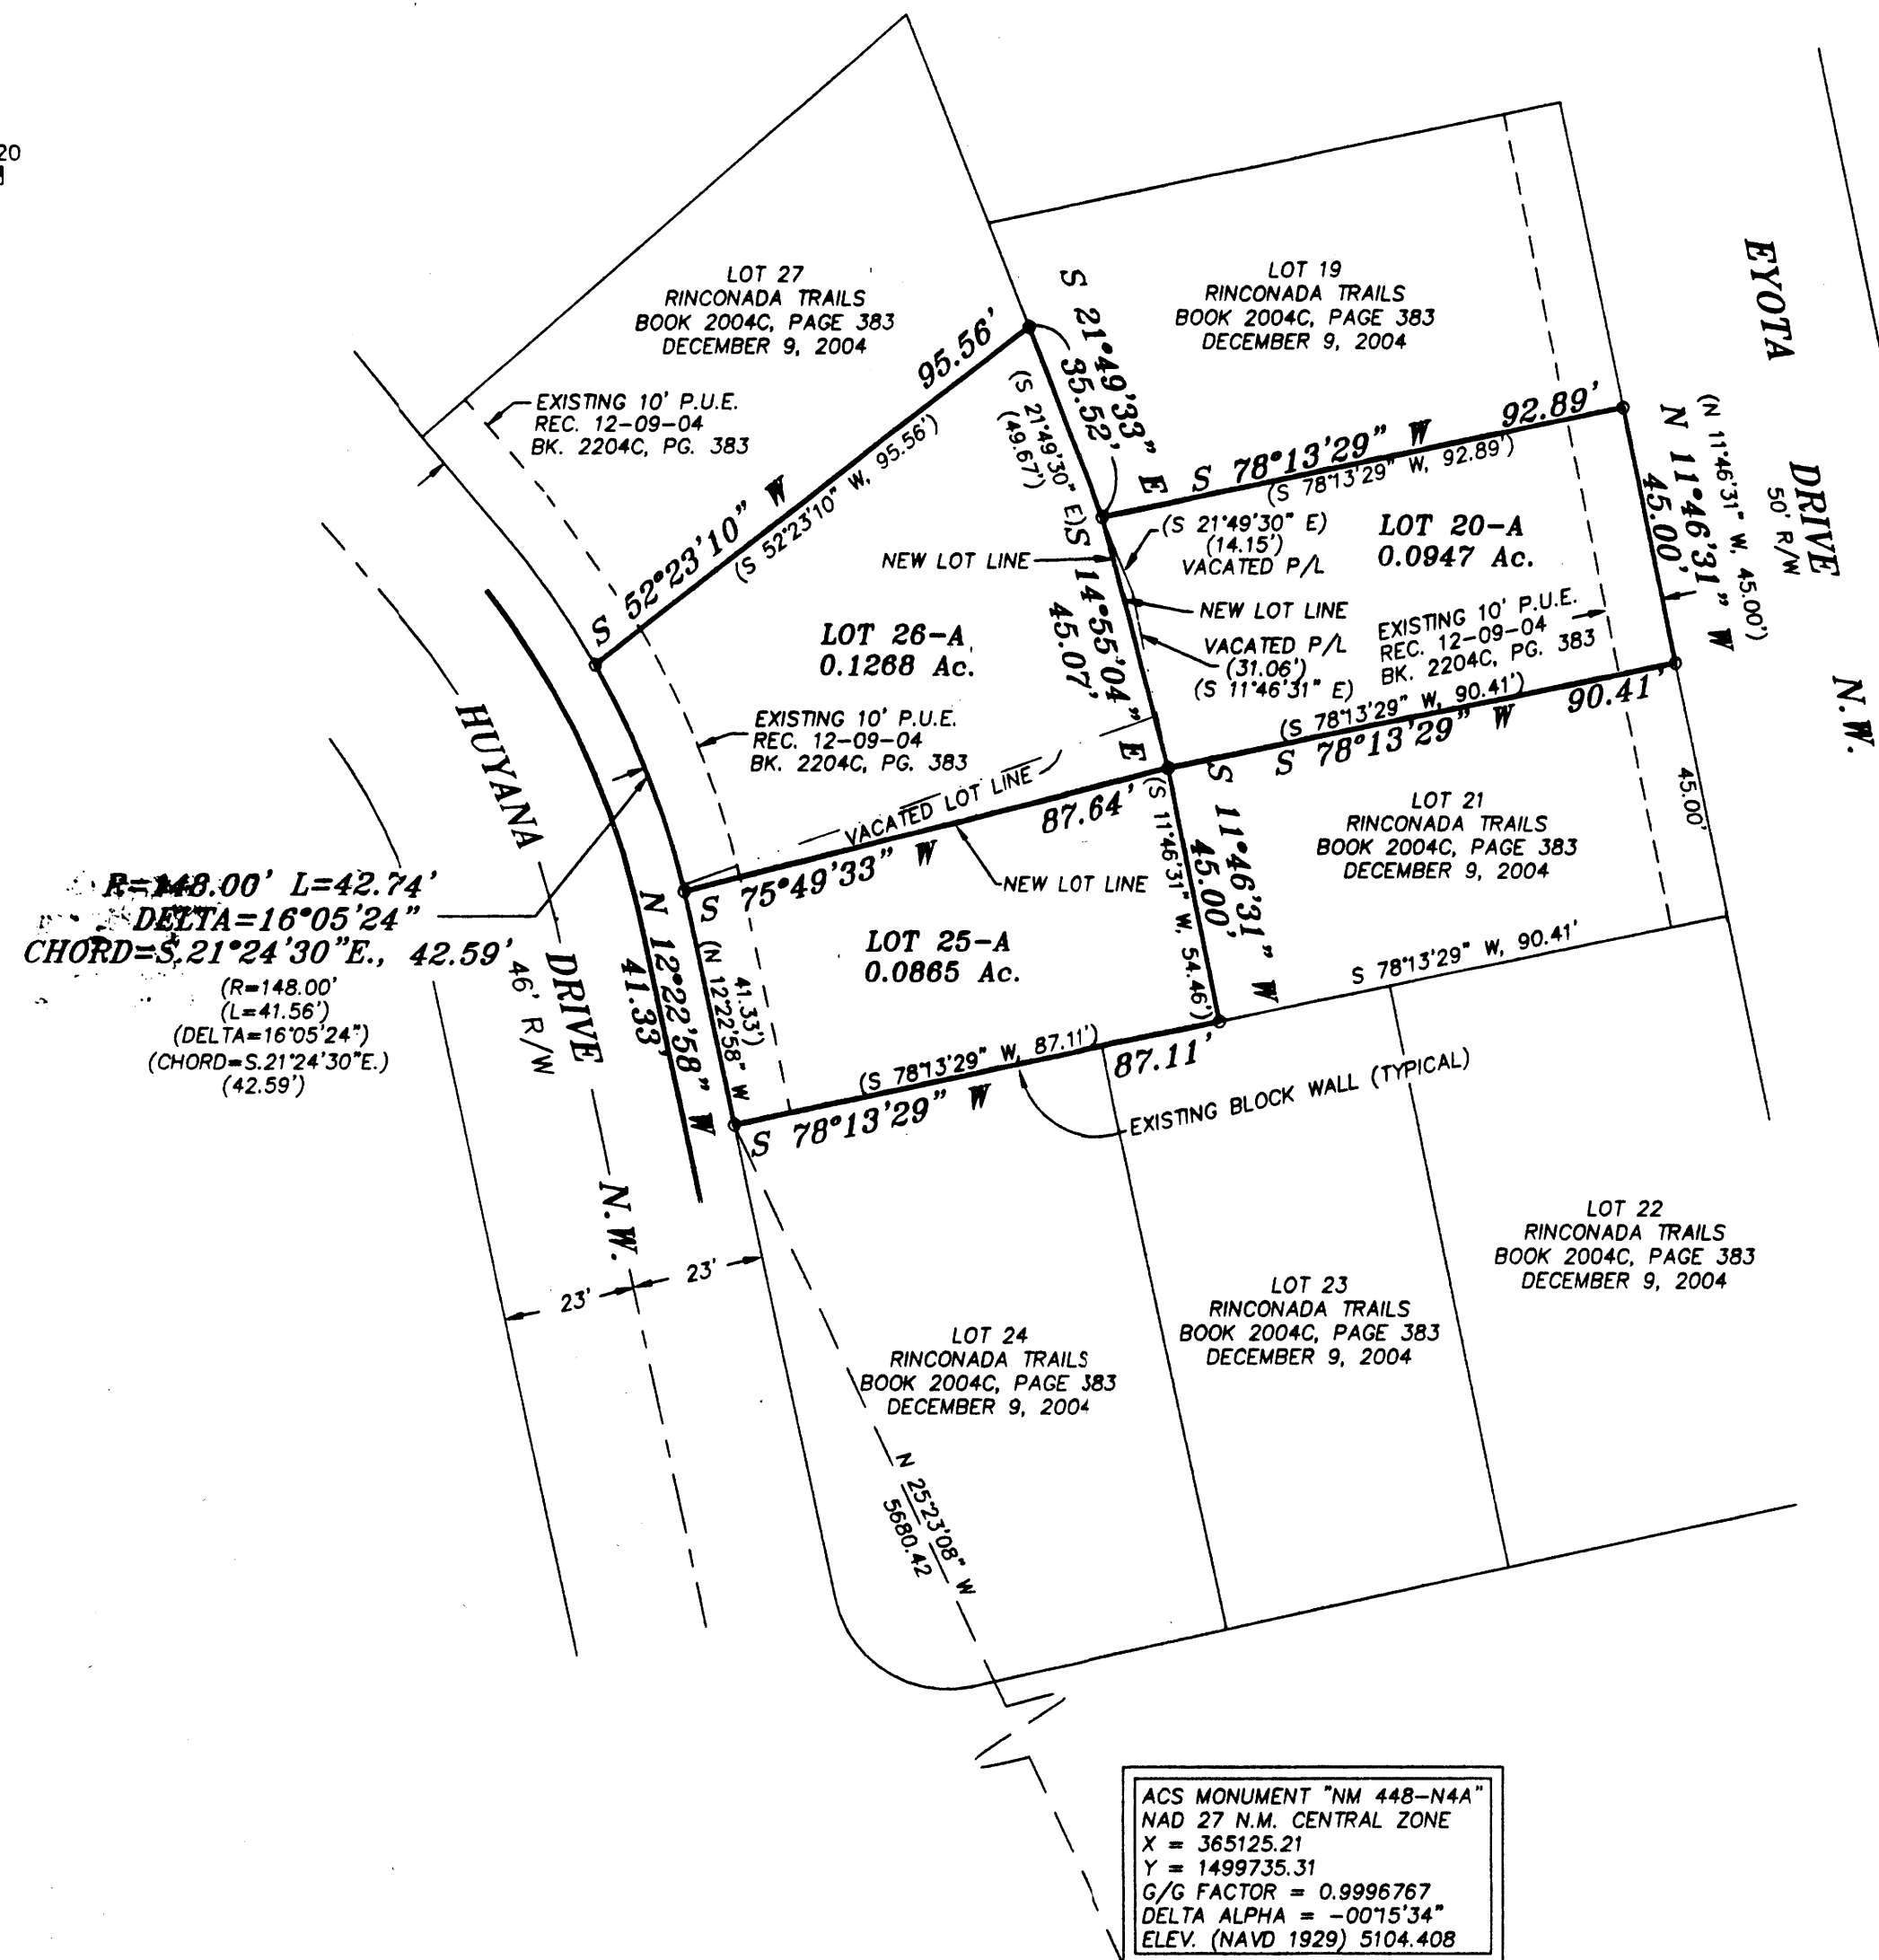 20
LOT 27
RINCONADA TRAILS
BOOK 2004C, PAGE 383
DECEMBER 9, 2004
LOT 19
RINCONADA TRAILS
BOOK 2004C, PAGE 383
DECEMBER 9, 2004
EYOTA DRIVE N.W.
50' R/W
EXISTING 10' P.U.E.
REC. 12-09-04
BK. 2204C, PG. 383
S 52°23'10" W 95.56'
(S 52°23'10" W, 95.56')
S 21°49'33" E
35.52'
(S 21°49'30" E)
(49.67')
S 78°13'29" W 92.89'
(S 78°13'29" W, 92.89')
(N 11°46'31" W, 45.00')
N 11°46'31" W
45.00'
(S 21°49'30" E)
(14.15')
VACATED P/L
LOT 20-A
0.0947 Ac.
NEW LOT LINE
NEW LOT LINE
S 14°55'04" E
45.07'
VACATED P/L
(31.06')
(S 11°46'31" E)
EXISTING 10' P.U.E.
REC. 12-09-04
BK. 2204C, PG. 383
LOT 26-A
0.1268 Ac.
(S 78°13'29" W, 90.41')
S 78°13'29" W 90.41'
EXISTING 10' P.U.E.
REC. 12-09-04
BK. 2204C, PG. 383
VACATED LOT LINE
S 75°49'33" W 87.64'
NEW LOT LINE
HUYANA DRIVE N.W.
46' R/W
R=148.00' L=42.74'
DELTA=16°05'24"
CHORD=S.21°24'30"E., 42.59'
(R=148.00'
(L=41.56')
(DELTA=16°05'24")
(CHORD=S.21°24'30"E.)
(42.59')
N 12°22'58" W
41.33'
(N 12°22'58" W
41.33')
LOT 25-A
0.0865 Ac.
(S 11°46'31" W, 54.46')
S 11°46'31" W
45.00'
LOT 21
RINCONADA TRAILS
BOOK 2004C, PAGE 383
DECEMBER 9, 2004
45.00'
S 78°13'29" W, 90.41'
(S 78°13'29" W, 87.11')
S 78°13'29" W 87.11'
EXISTING BLOCK WALL (TYPICAL)
23'
23'
LOT 24
RINCONADA TRAILS
BOOK 2004C, PAGE 383
DECEMBER 9, 2004
LOT 23
RINCONADA TRAILS
BOOK 2004C, PAGE 383
DECEMBER 9, 2004
LOT 22
RINCONADA TRAILS
BOOK 2004C, PAGE 383
DECEMBER 9, 2004
N 25°23'08" W
5680.42
ACS MONUMENT "NM 448-N4A"
NAD 27 N.M. CENTRAL ZONE
X = 365125.21
Y = 1499735.31
G/G FACTOR = 0.9996767
DELTA ALPHA = -00°15'34"
ELEV. (NAVD 1929) 5104.408